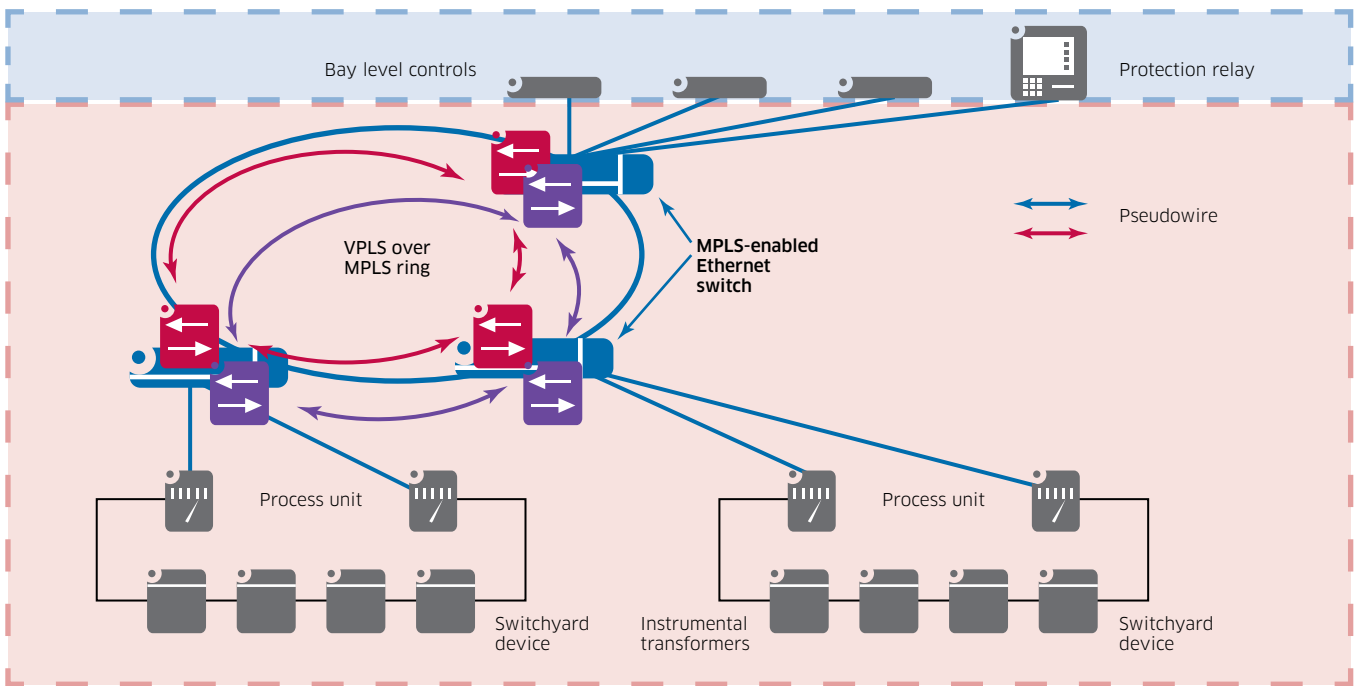 Bay level controls
Protection relay
Pseudowire
VPLS over
MPLS ring
MPLS-enabled
Ethernet
switch
Process unit
Process unit
Switchyard
device
Instrumental
transformers
Switchyard
device